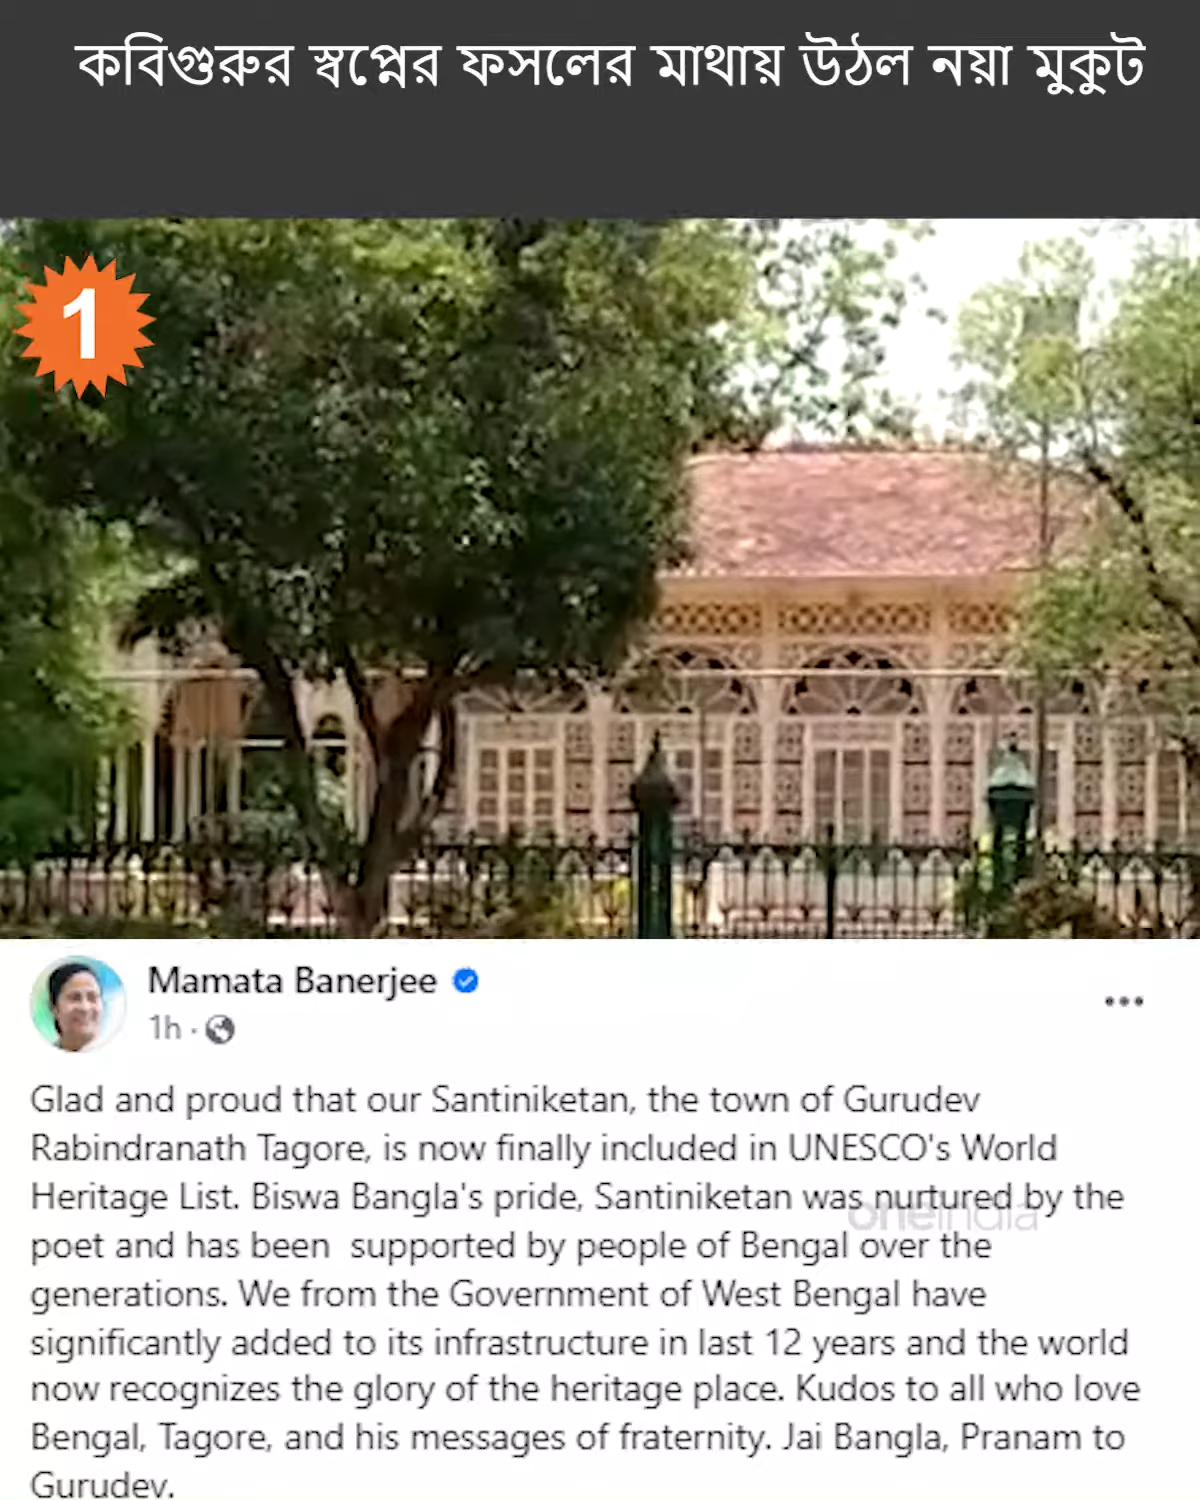 কবিগুরুর স্বপ্নের ফসলের মাথায় উঠল নয়া মুকুট
1
Mamata Banerjee
1h ·
Glad and proud that our Santiniketan, the town of Gurudev
Rabindranath Tagore, is now finally included in UNESCO's World
Heritage List. Biswa Bangla's pride, Santiniketan was nurtured by the
oneindia
poet and has been  supported by people of Bengal over the
generations. We from the Government of West Bengal have
significantly added to its infrastructure in last 12 years and the world
now recognizes the glory of the heritage place. Kudos to all who love
Bengal, Tagore, and his messages of fraternity. Jai Bangla, Pranam to
Gurudev.